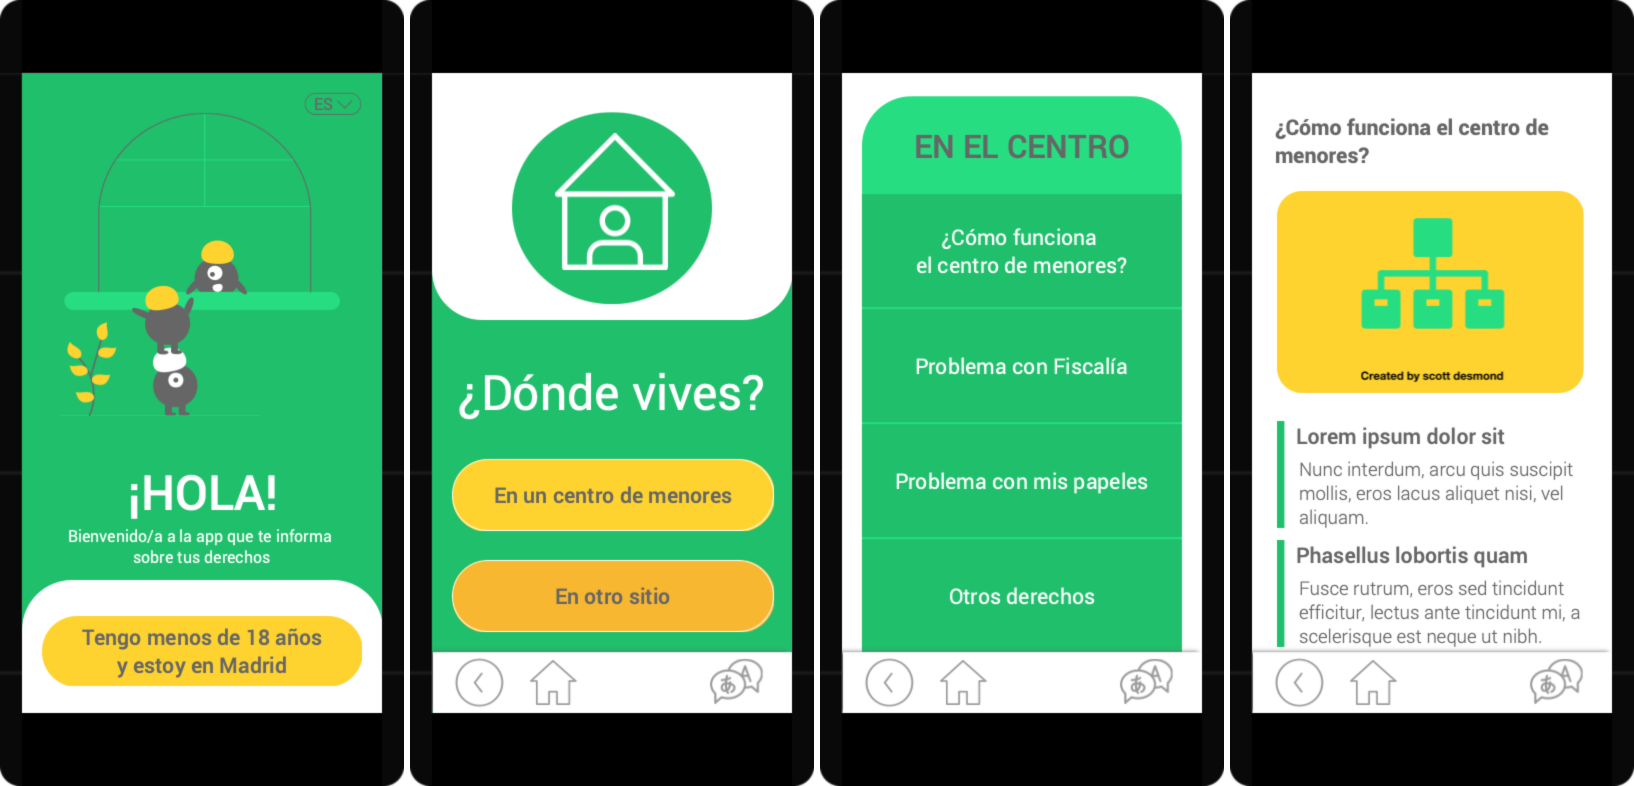 ES
¡HOLA!
Bienvenido/a a la app que te informa
sobre tus derechos
Tengo menos de 18 años
y estoy en Madrid
¿Dónde vives?
En un centro de menores
En otro sitio
あA
EN EL CENTRO
¿Cómo funciona
el centro de menores?
Problema con Fiscalía
Problema con mis papeles
Otros derechos
あA
¿Cómo funciona el centro de
menores?
Created by scott desmond
Lorem ipsum dolor sit
Nunc interdum, arcu quis suscipit
mollis, eros lacus aliquet nisi, vel
aliquam.
Phasellus lobortis quam
Fusce rutrum, eros sed tincidunt
efficitur, lectus ante tincidunt mi, a
scelerisque est neque ut nibh.
あA